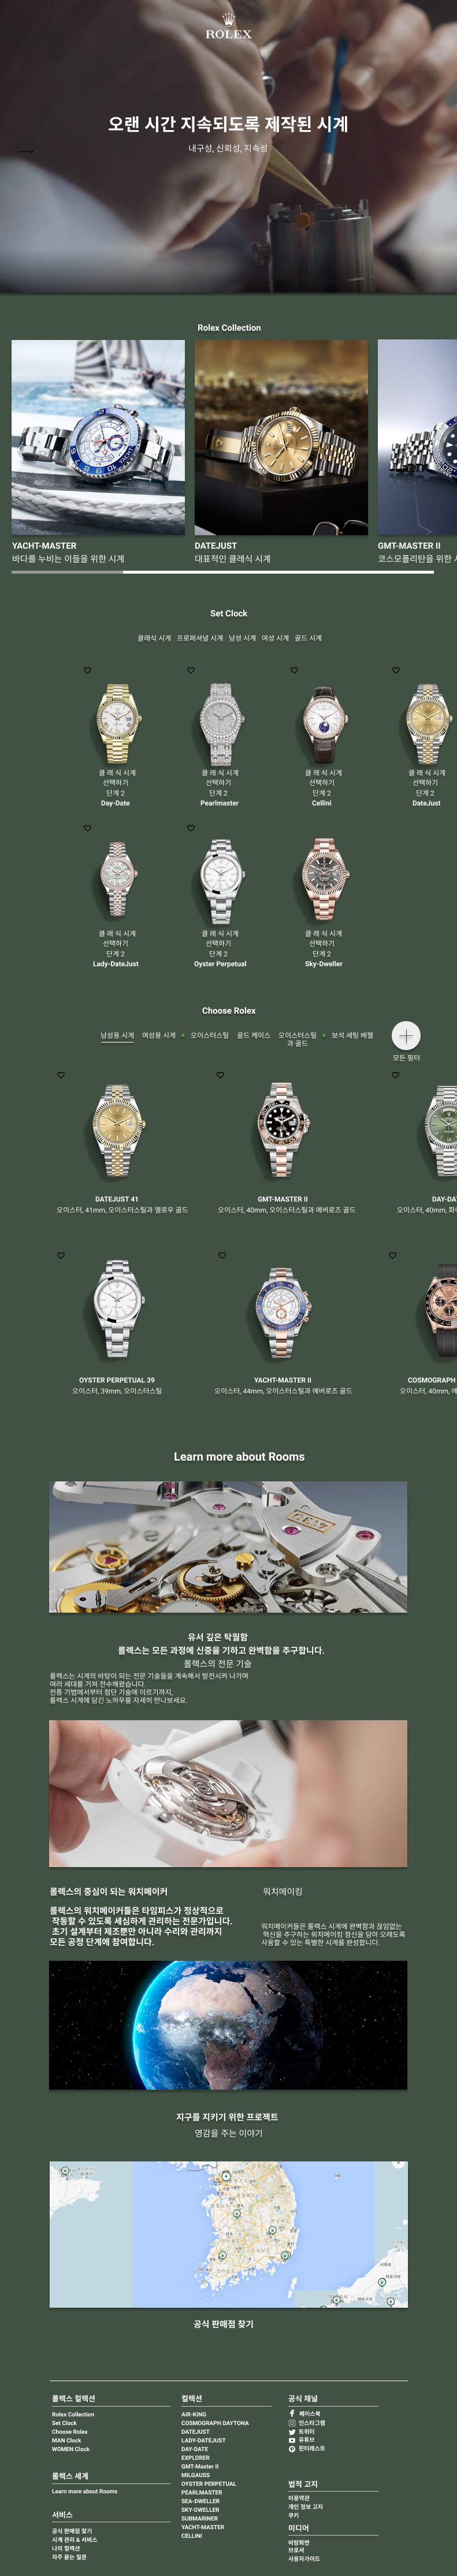 ROLEX
오랜 시간 지속되도록 제작된 시계
내구성, 신뢰성, 지속성
Rolex Collection
YACHT-MASTER
바다를 누비는 이들을 위한 시계
DATEJUST
대표적인 클래식 시계
GMT-MASTER II
코스모폴리탄을 위한
Set Clock
클래식 시계 프로페셔널 시계 남성 시계 여성 시계 골드 시계
클 래 식 시계
선택하기
단계 2
Day-Date
클 래 식 시계
선택하기
단계 2
Pearlmaster
클 래 식 시계
선택하기
단계 2
Cellini
클 래 식 시계
선택하기
단계 2
DateJust
클 래 식 시계
선택하기
단계 2
Lady-DateJust
클 래 식 시계
선택하기
단계 2
Oyster Perpetual
클 래 식 시계
선택하기
단계 2
Sky-Dweller
Choose Rolex
남성용 시계 여성용 시계 오이스터스틸 골드 케이스 오이스터스틸
과 골드
보석 세팅 베젤
모든 필터
DATEJUST 41
오이스터, 41mm, 오이스터스틸과 옐로우 골드
GMT-MASTER II
오이스터, 40mm, 오이스터스틸과 에버로즈 골드
DAY-DA
오이스터, 40mm, 화
OYSTER PERPETUAL 39
오이스터, 39mm, 오이스터스틸
YACHT-MASTER II
오이스터, 44mm, 오이스터스틸과 에버로즈 골드
COSMOGRAPH
오이스터, 40mm, 에
Learn more about Rooms
유서 깊은 탁월함
롤렉스는 모든 과정에 신중을 기하고 완벽함을 추구합니다.
롤렉스의 전문 기술
롤렉스는 시계의 바탕이 되는 전문 기술들을 계속해서 발전시켜 나가며
여러 세대를 거쳐 전수해왔습니다.
전통 기법에서부터 첨단 기술에 이르기까지,
롤렉스 시계에 담긴 노하우를 자세히 만나보세요.
롤렉스의 중심이 되는 워치메이커
롤렉스의 워치메이커들은 타임피스가 정상적으로
작동할 수 있도록 세심하게 관리하는 전문가입니다.
초기 설계부터 제조뿐만 아니라 수리와 관리까지
모든 공정 단계에 참여합니다.
워치메이킹
워치메이커들은 롤렉스 시계에 완벽함과 끊임없는
혁신을 추구하는 워치메이킹 정신을 담아 오래도록
사용할 수 있는 특별한 시계를 완성합니다.
지구를 지키기 위한 프로젝트
영감을 주는 이야기
공식 판매점 찾기
롤렉스 컬렉션
Rolex Collection
Set Clock
Choose Rolex
MAN Clock
WOMEN Clock
롤렉스 세계
Learn more about Rooms
서비스
공식 판매점 찾기
시계 관리 & 서비스
나의 컬렉션
자주 묻는 질문
컬렉션
AIR-KING
COSMOGRAPH DAYTONA
DATEJUST
LADY-DATEJUST
DAY-DATE
EXPLORER
GMT-Master II
MILGAUSS
OYSTER PERPETUAL
PEARLMASTER
SEA-DWELLER
SKY-DWELLER
SUBMARINER
YACHT-MASTER
CELLINI
공식 채널
페이스북
인스타그램
트위터
유튜브
핀터레스트
법적 고지
이용약관
개인 정보 고지
쿠키
미디어
바탕화면
브로셔
사용자가이드